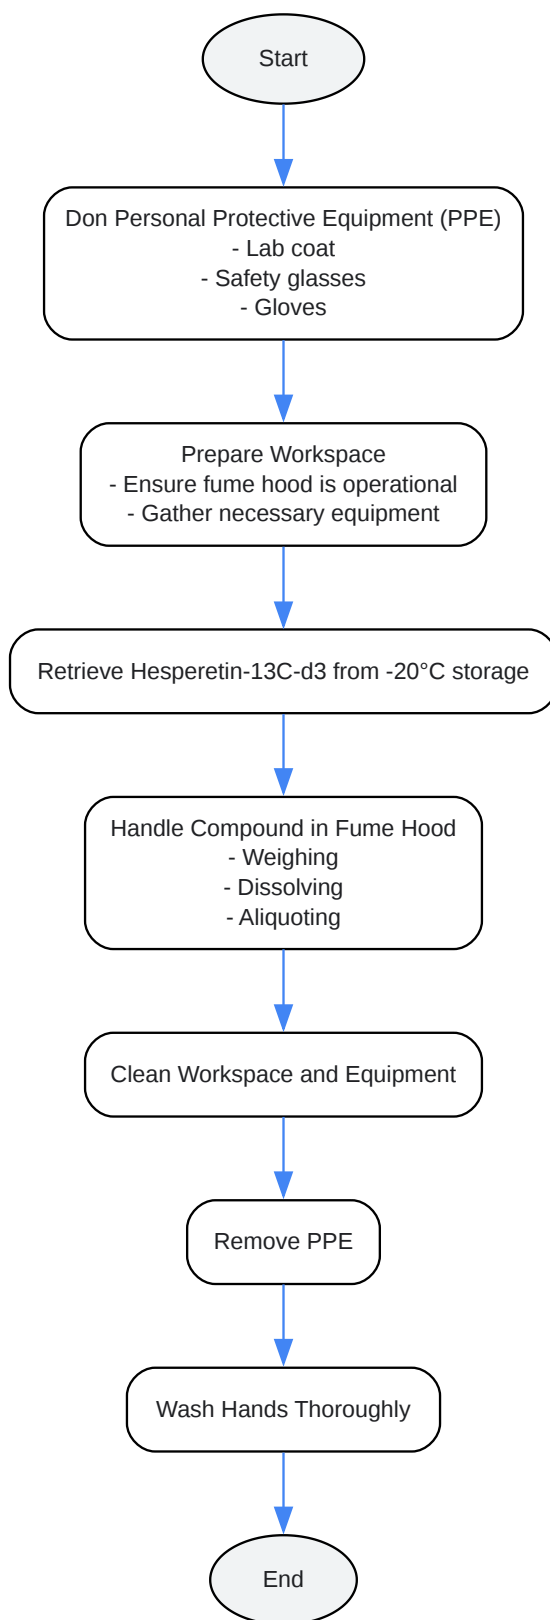 Start
Don Personal Protective Equipment (PPE)
- Lab coat
- Safety glasses
- Gloves
Prepare Workspace
- Ensure fume hood is operational
- Gather necessary equipment
Retrieve Hesperetin-13C-d3 from -20°C storage
Handle Compound in Fume Hood
- Weighing
- Dissolving
- Aliquoting
Clean Workspace and Equipment
Remove PPE
Wash Hands Thoroughly
End